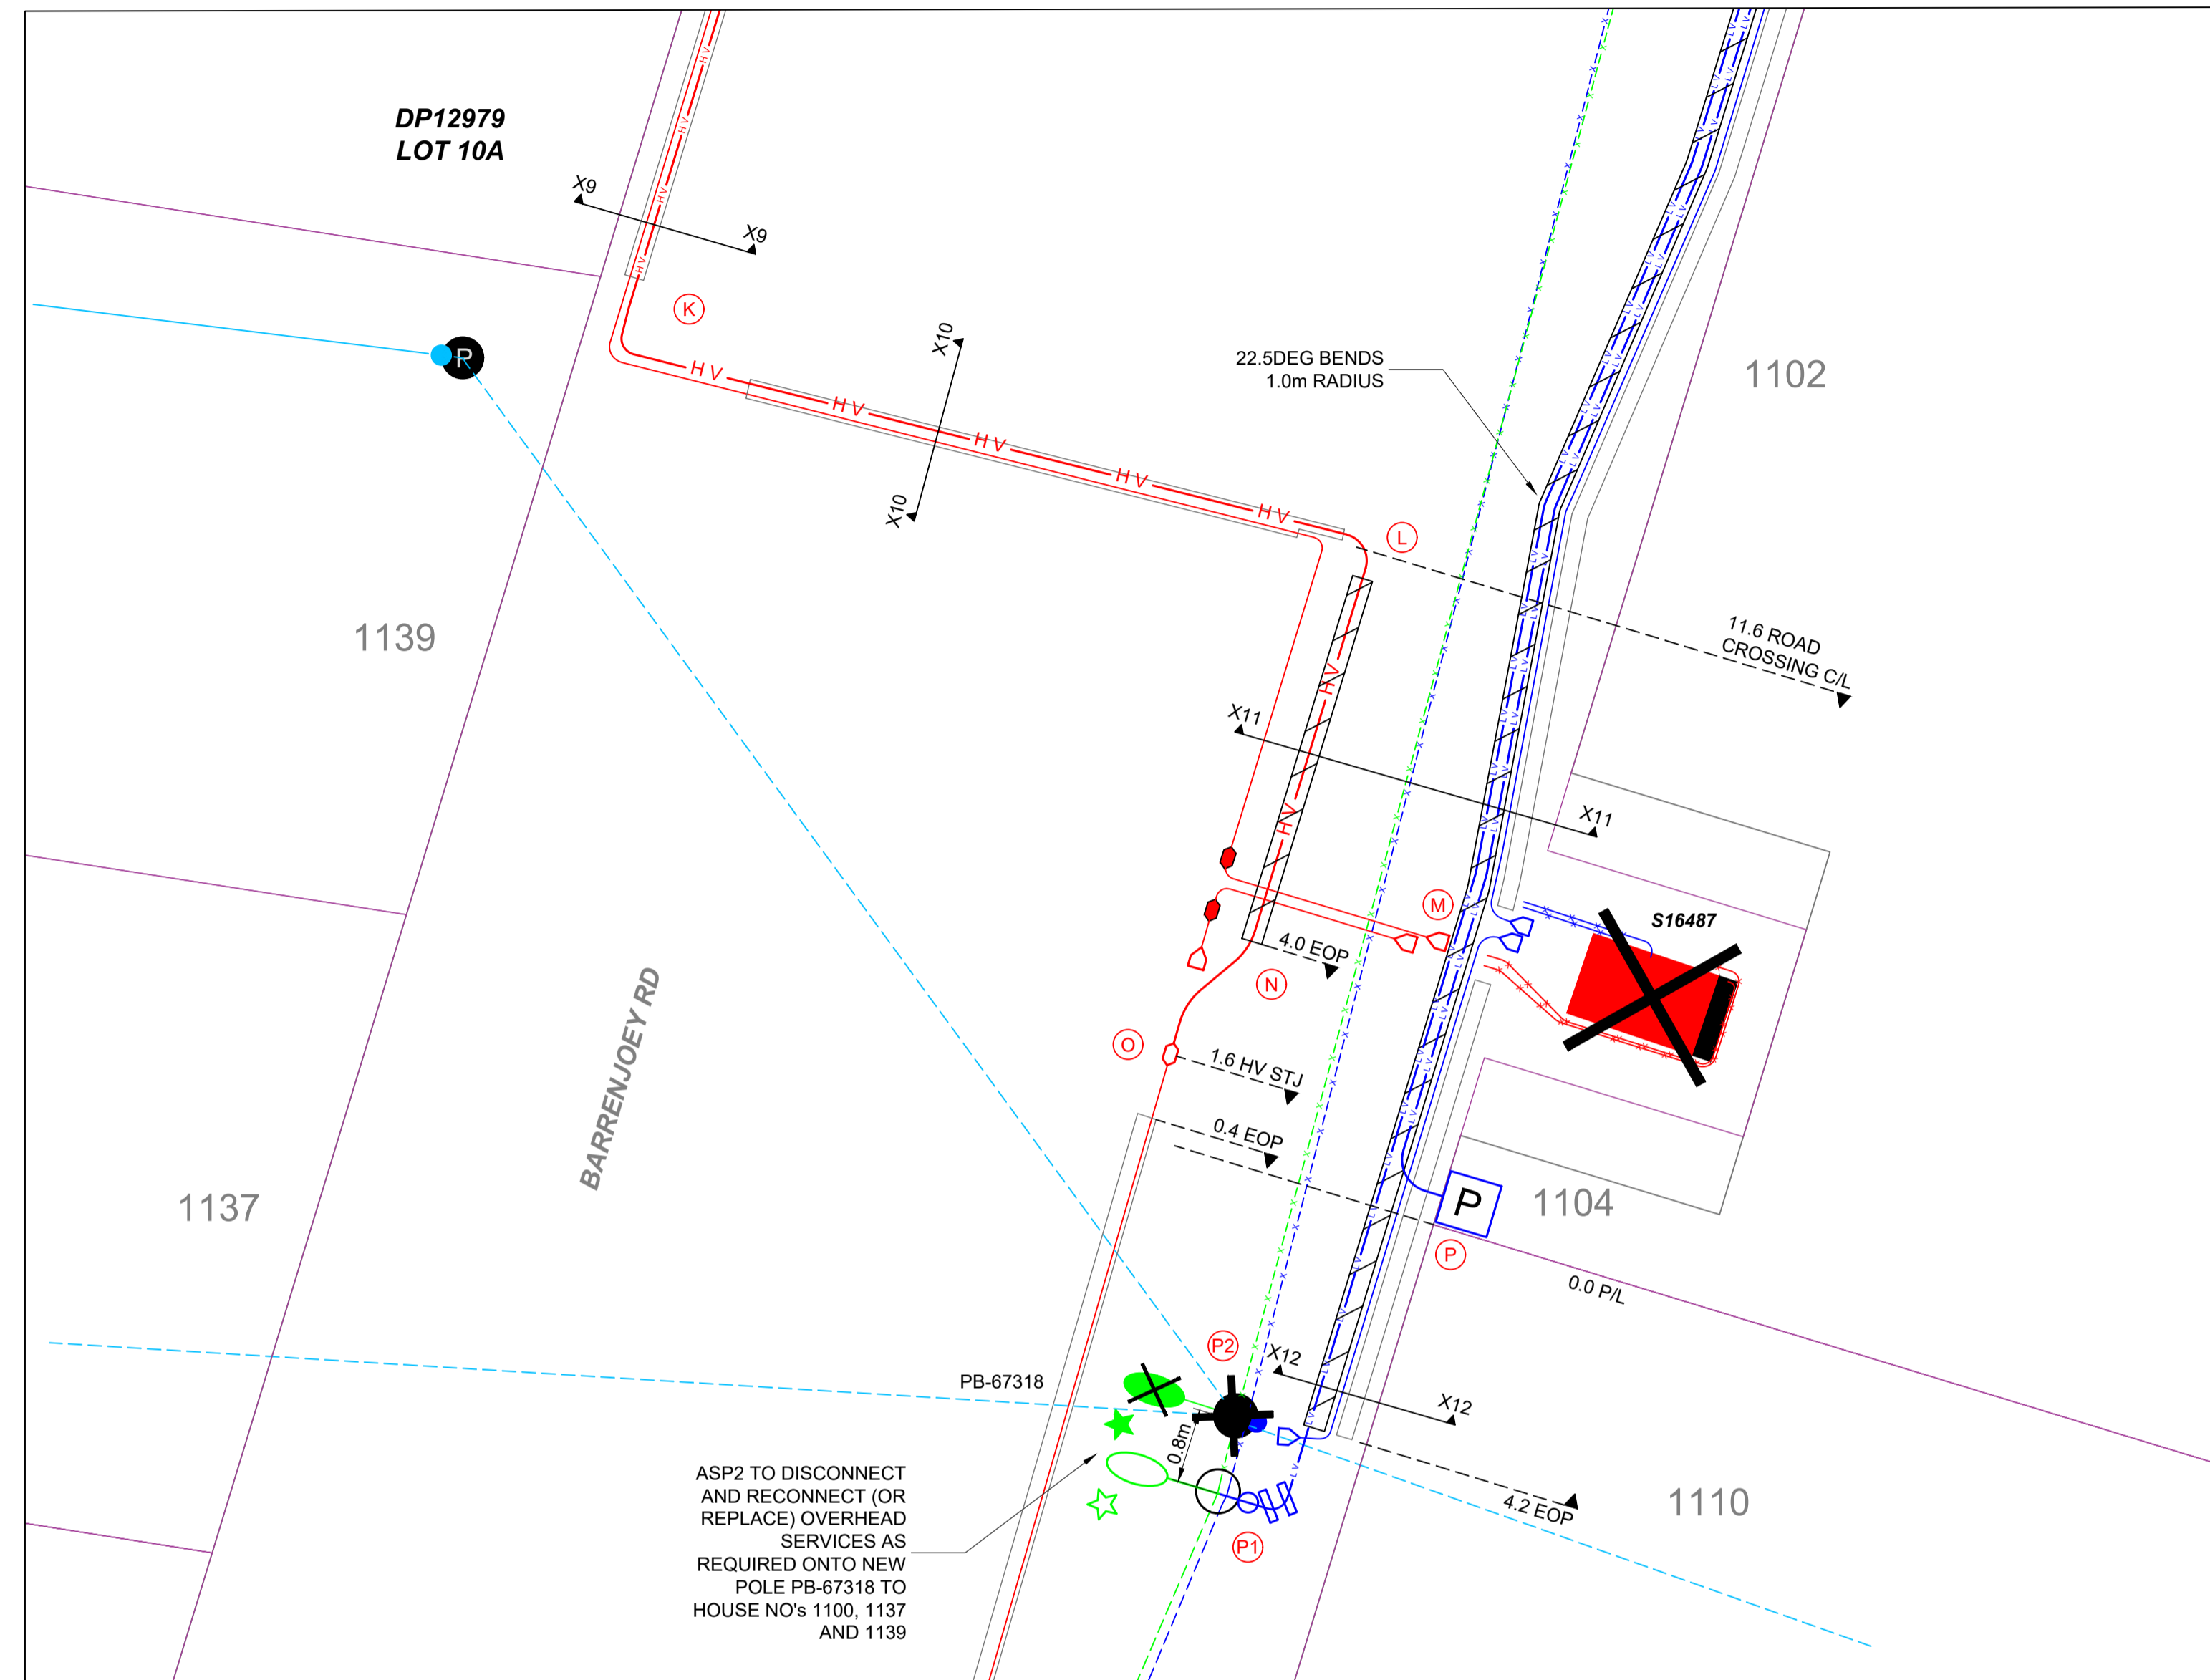 DP12979
LOT 10A
X9
X9
K
P
X10
X10
H V
H V
H V
H V
H V
22.5DEG BENDS
1.0m RADIUS
1102
L
1139
11.6 ROAD
CROSSING C/L
H V
X11
X11
H V
M
S16487
4.0 EOP
N
BARRENJOEY RD
O
1.6 HV STJ
0.4 EOP
1137
P
1104
P
0.0 P/L
P2
X12
X12
PB-67318
0.8m
ASP2 TO DISCONNECT
AND RECONNECT (OR
REPLACE) OVERHEAD
SERVICES AS
REQUIRED ONTO NEW
POLE PB-67318 TO
HOUSE NO's 1100, 1137
AND 1139
LV
4.2 EOP
1110
P1